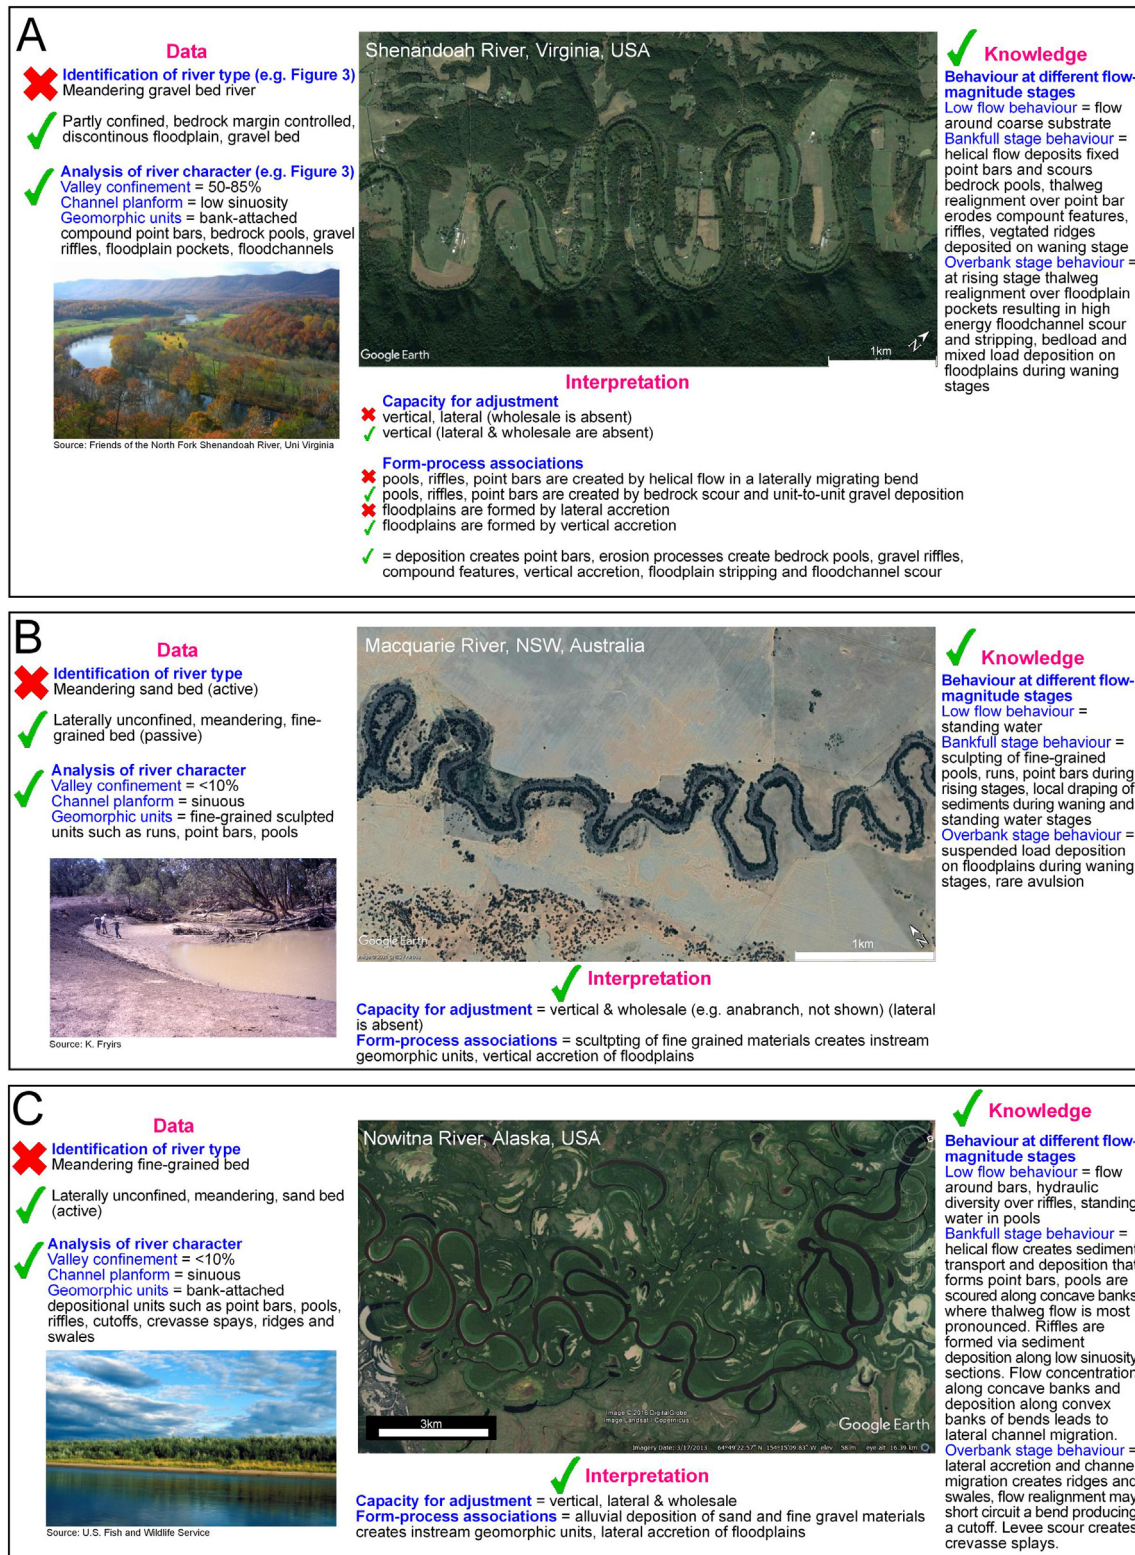 A
Data
Identification of river type (e.g. Figure 3)
Meandering gravel bed river
Partly confined, bedrock margin controlled,
discontinous floodplain, gravel bed
Analysis of river character (e.g. Figure 3)
Valley confinement = 50-85%
Channel planform = low sinuosity
Geomorphic units = bank-attached
compound point bars, bedrock pools, gravel
riffles, floodplain pockets, floodchannels
Source: Friends of the North Fork Shenandoah River, Uni Virginia
Shenandoah River, Virginia, USA
Google Earth
1km
N
Interpretation
Capacity for adjustment
vertical, lateral (wholesale is absent)
vertical (lateral & wholesale are absent)
Form-process associations
pools, riffles, point bars are created by helical flow in a laterally migrating bend
pools, riffles, point bars are created by bedrock scour and unit-to-unit gravel deposition
floodplains are formed by lateral accretion
floodplains are formed by vertical accretion
= deposition creates point bars, erosion processes create bedrock pools, gravel riffles,
compound features, vertical accretion, floodplain stripping and floodchannel scour
Knowledge
Behaviour at different flow-
magnitude stages
Low flow behaviour = flow
around coarse substrate
Bankfull stage behaviour =
helical flow deposits fixed
point bars and scours
bedrock pools, thalweg
realignment over point bar
erodes compount features,
riffles, vegtated ridges
deposited on waning stage
Overbank stage behaviour =
at rising stage thalweg
realignment over floodplain
pockets resulting in high
energy floodchannel scour
and stripping, bedload and
mixed load deposition on
floodplains during waning
stages
B
Data
Identification of river type
Meandering sand bed (active)
Laterally unconfined, meandering, fine-
grained bed (passive)
Analysis of river character
Valley confinement = <10%
Channel planform = sinuous
Geomorphic units = fine-grained sculpted
units such as runs, point bars, pools
Source: K. Fryirs
Macquarie River, NSW, Australia
Google Earth
1km
N
Interpretation
Capacity for adjustment = vertical & wholesale (e.g. anabranch, not shown) (lateral
is absent)
Form-process associations = scultpting of fine grained materials creates instream
geomorphic units, vertical accretion of floodplains
Knowledge
Behaviour at different flow-
magnitude stages
Low flow behaviour =
standing water
Bankfull stage behaviour =
sculpting of fine-grained
pools, runs, point bars during
rising stages, local draping of
sediments during waning and
standing water stages
Overbank stage behaviour =
suspended load deposition
on floodplains during waning
stages, rare avulsion
C
Data
Identification of river type
Meandering fine-grained bed
Laterally unconfined, meandering, sand bed
(active)
Analysis of river character
Valley confinement = <10%
Channel planform = sinuous
Geomorphic units = bank-attached
depositional units such as point bars, pools,
riffles, cutoffs, crevasse spays, ridges and
swales
Source: U.S. Fish and Wildlife Service
Nowitna River, Alaska, USA
3km
Image © 2016 DigitalGlobe
Image Landsat / Copernicus
Google Earth
Imagery Date: 3/17/2013 64°49'22.57" N 154°15'09.83" W elev 58 m eye alt 16.39 km
Interpretation
Capacity for adjustment = vertical, lateral & wholesale
Form-process associations = alluvial deposition of sand and fine gravel materials
creates instream geomorphic units, lateral accretion of floodplains
Knowledge
Behaviour at different flow-
magnitude stages
Low flow behaviour = flow
around bars, hydraulic
diversity over riffles, standing
water in pools
Bankfull stage behaviour =
helical flow creates sediment
transport and deposition that
forms point bars, pools are
scoured along concave banks
where thalweg flow is most
pronounced. Riffles are
formed via sediment
deposition along low sinuosity
sections. Flow concentration
along concave banks and
deposition along convex
banks of bends leads to
lateral channel migration.
Overbank stage behaviour =
lateral accretion and channel
migration creates ridges and
swales, flow realignment may
short circuit a bend producing
a cutoff. Levee scour creates
crevasse splays.